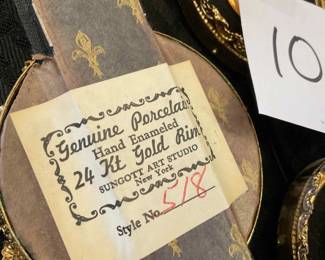 Genuine Porcelain
Hand Enameled
24 Kt Gold Rim
SUNGOTT ART STUDIO
New York
Style No. 518
10